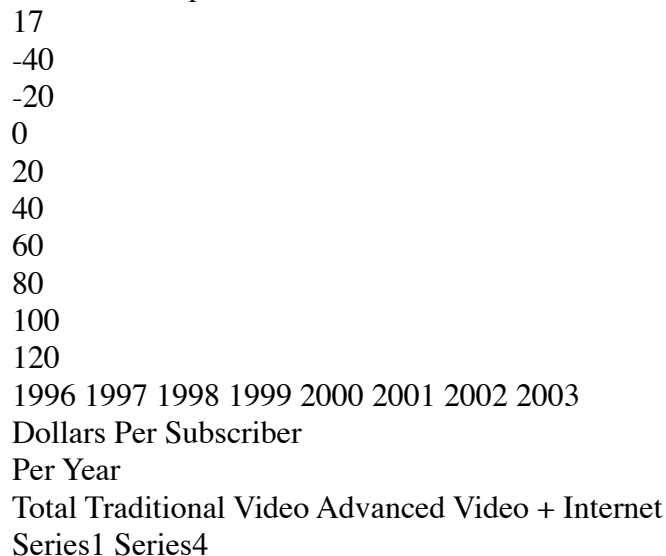 17
-40
-20
0
20
40
60
80
100
120
1996 1997 1998 1999 2000 2001 2002 2003
Dollars Per Subscriber
Per Year
Total Traditional Video Advanced Video + Internet
Series1 Series4